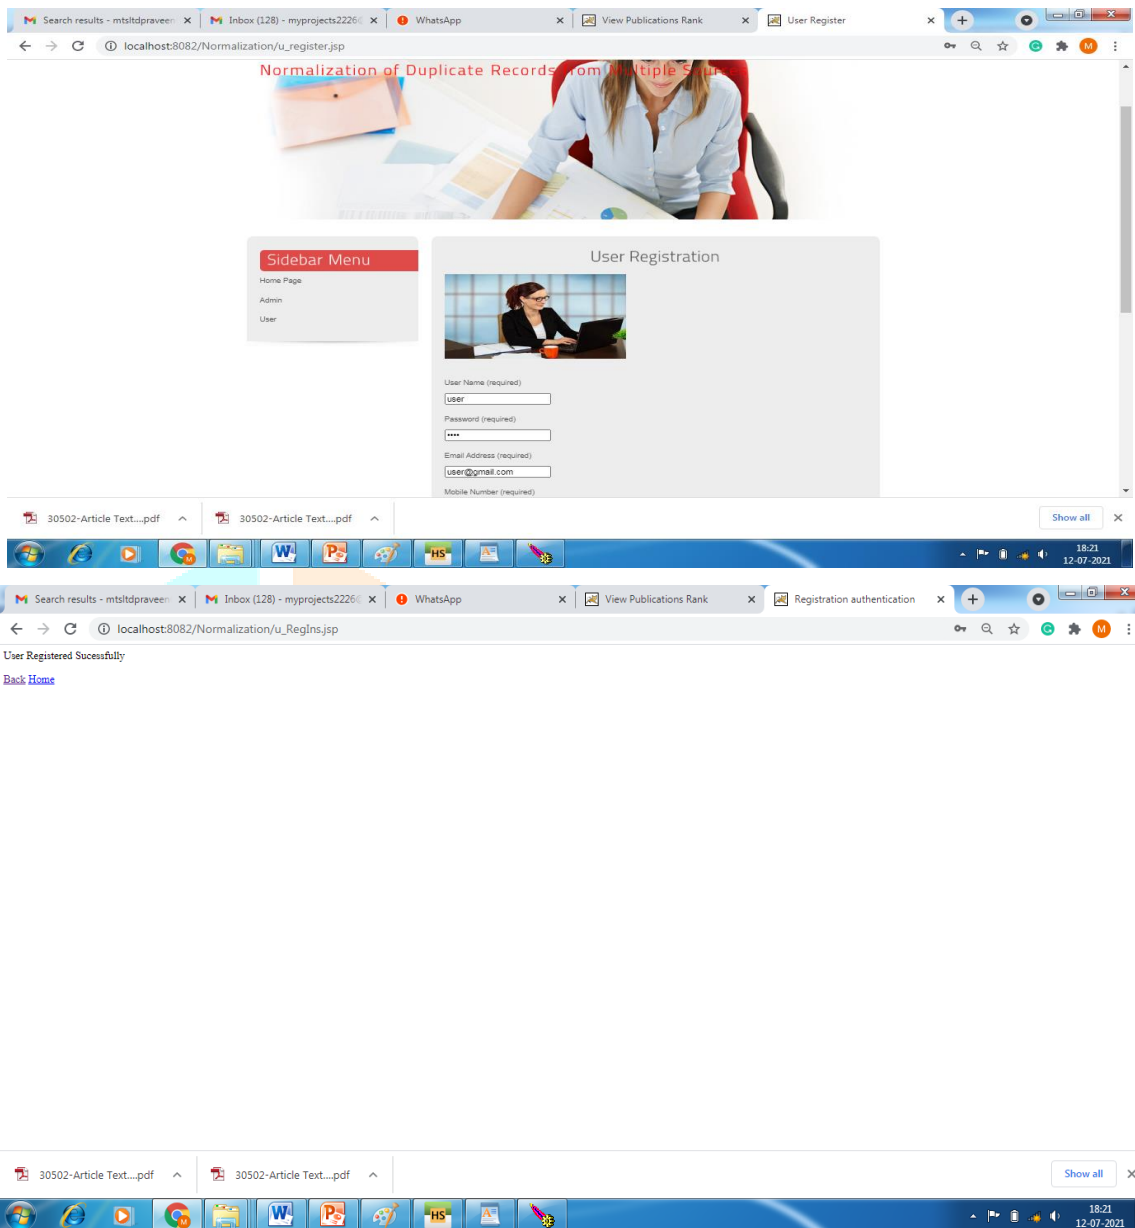 Search results - mtsltdpraveen
Inbox (128) - myprojects2226
WhatsApp
View Publications Rank
User Register
localhost:8082/Normalization/u_register.jsp
M
Normalization of Duplicate Records from Multiple Sources
Sidebar Menu
Home Page
Admin
User
User Registration
User Name (required)
user
Password (required)
••••
Email Address (required)
user@gmail.com
Mobile Number (required)
30502-Article Text....pdf
30502-Article Text....pdf
Show all
HS
18:21
12-07-2021
Search results - mtsltdpraveen
Inbox (128) - myprojects2226
WhatsApp
View Publications Rank
Registration authentication
localhost:8082/Normalization/u_RegIns.jsp
M
User Registered Sucessfully
Back Home
30502-Article Text....pdf
30502-Article Text....pdf
Show all
HS
18:21
12-07-2021